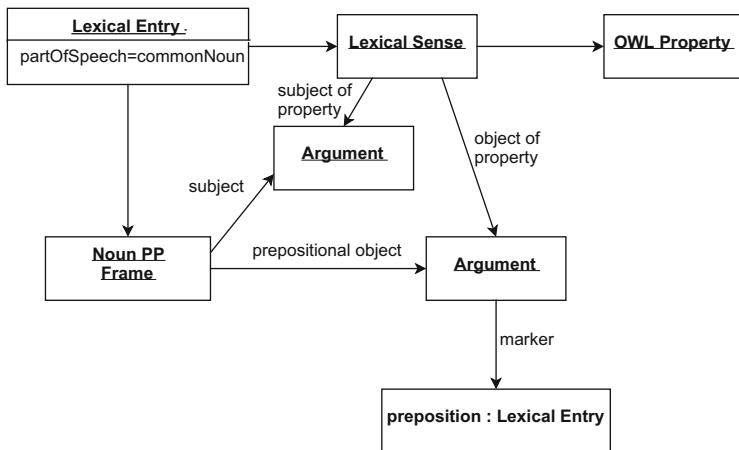 Lexical Entry .
partOfSpeech=commonNoun
Lexical Sense
OWL Property
subject of
property
object of
property
Argument
subject
Noun PP
Frame
prepositional object
Argument
marker
preposition : Lexical Entry